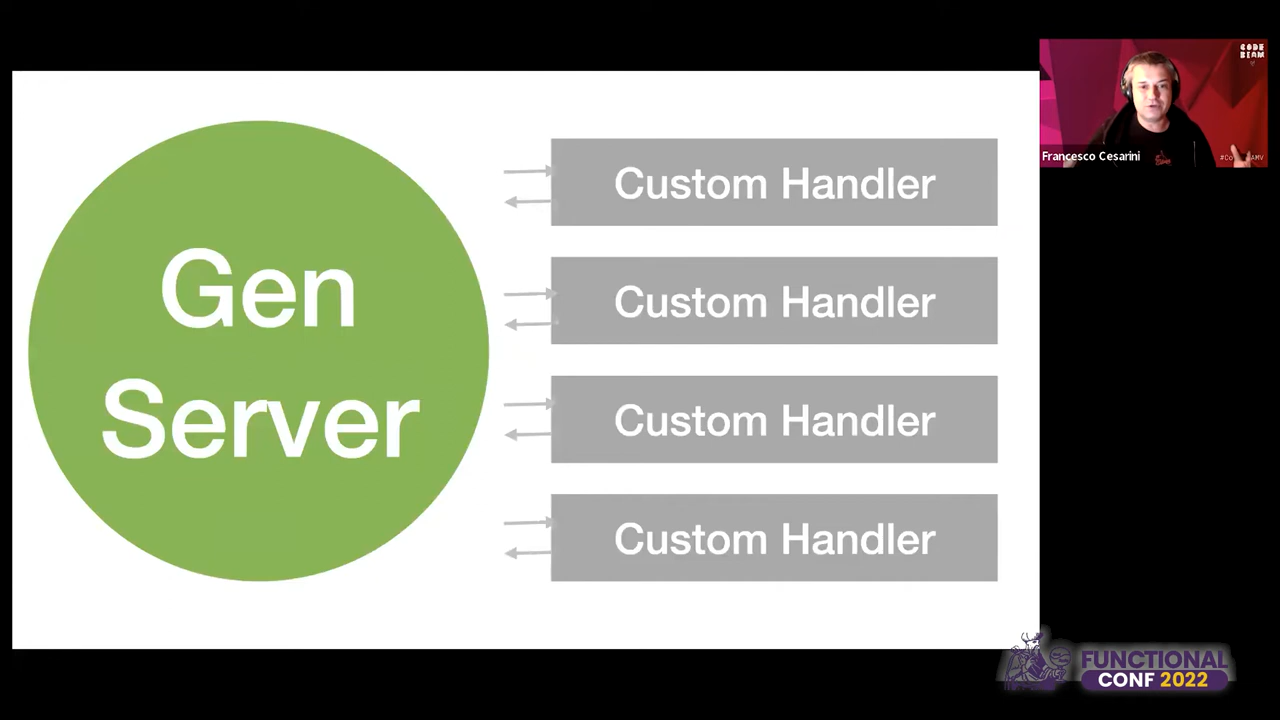 Gen
Server
Custom Handler
Custom Handler
Custom Handler
Custom Handler
CODE
BEAM
Francesco Cesarini
FUNCTIONAL
CONF 2022